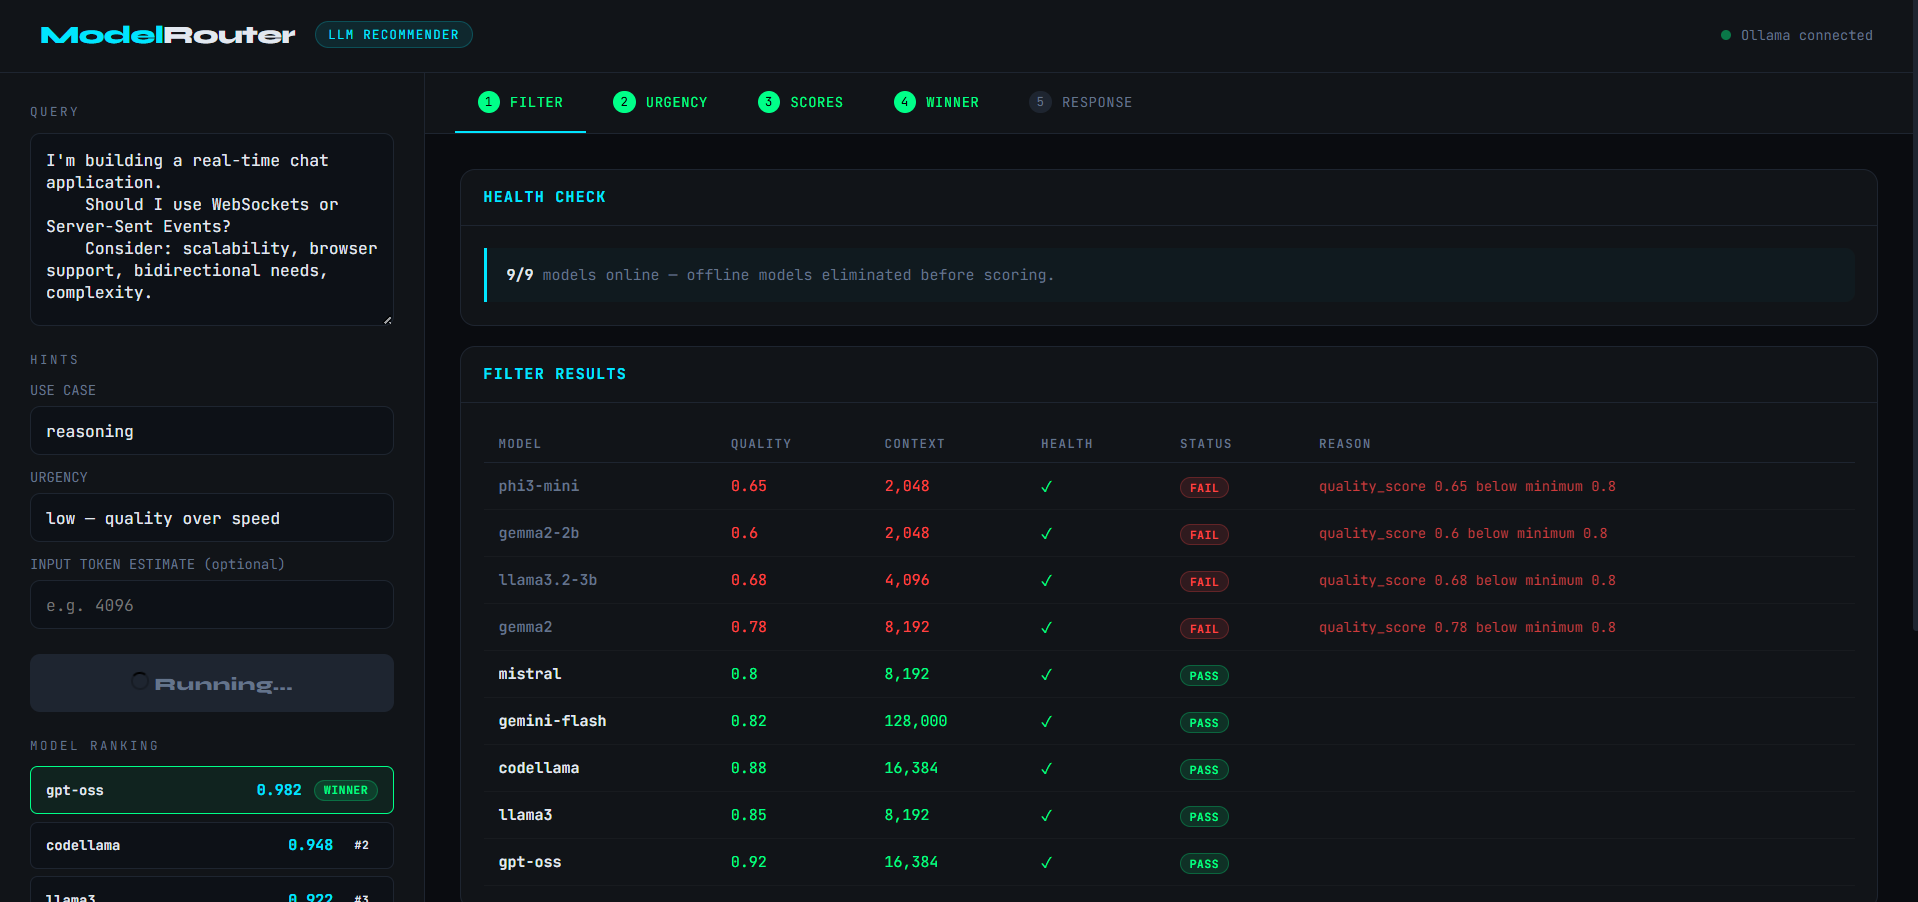 ModelRouter LLM RECOMMENDER
Ollama connected
QUERY
I'm building a real-time chat
application.
Should I use WebSockets or
Server-Sent Events?
Consider: scalability, browser
support, bidirectional needs,
complexity.
HINTS
USE CASE
reasoning
URGENCY
low — quality over speed
INPUT TOKEN ESTIMATE (optional)
e.g. 4096
Running...
MODEL RANKING
gpt-oss 0.982 WINNER
codellama 0.948 #2
llama3 0.922 #3
1 FILTER 2 URGENCY 3 SCORES 4 WINNER 5 RESPONSE
HEALTH CHECK
9/9 models online — offline models eliminated before scoring.
FILTER RESULTS
MODEL QUALITY CONTEXT HEALTH STATUS REASON
phi3-mini 0.65 2,048 ✓ FAIL quality_score 0.65 below minimum 0.8
gemma2-2b 0.6 2,048 ✓ FAIL quality_score 0.6 below minimum 0.8
llama3.2-3b 0.68 4,096 ✓ FAIL quality_score 0.68 below minimum 0.8
gemma2 0.78 8,192 ✓ FAIL quality_score 0.78 below minimum 0.8
mistral 0.8 8,192 ✓ PASS
gemini-flash 0.82 128,000 ✓ PASS
codellama 0.88 16,384 ✓ PASS
llama3 0.85 8,192 ✓ PASS
gpt-oss 0.92 16,384 ✓ PASS